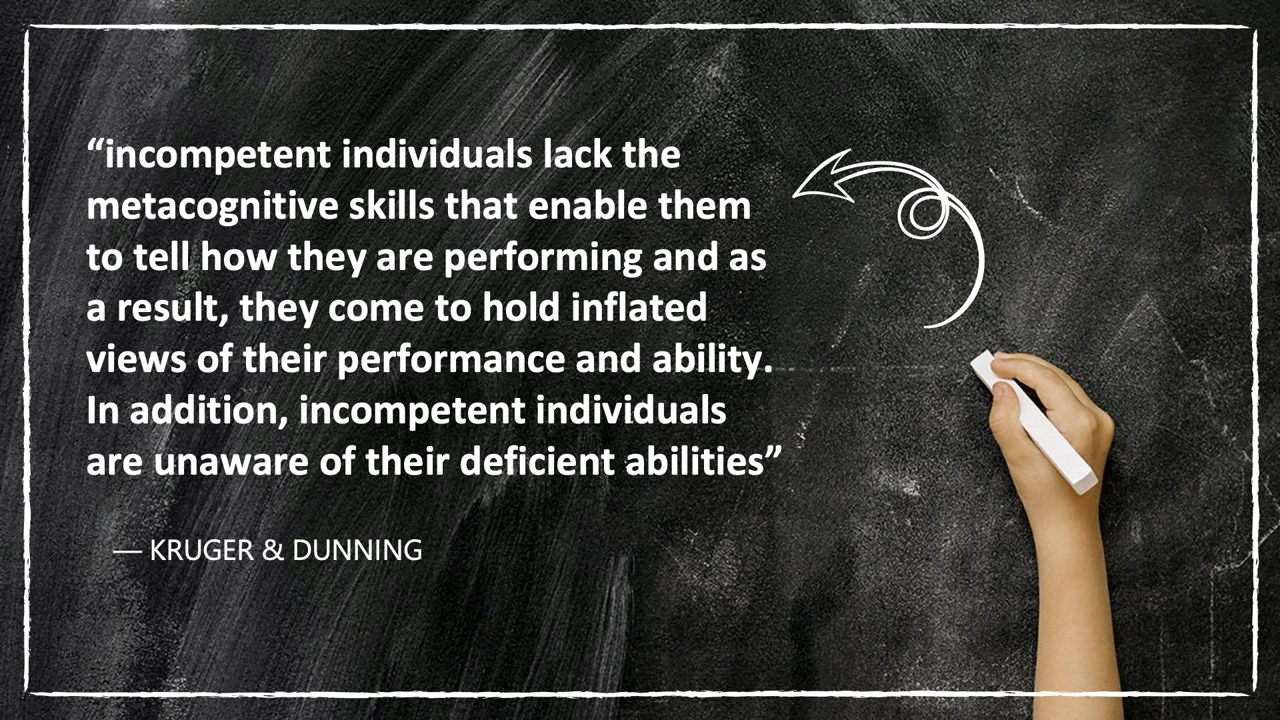 “incompetent individuals lack the
metacognitive skills that enable them
to tell how they are performing and as
a result, they come to hold inflated
views of their performance and ability.
In addition, incompetent individuals
are unaware of their deficient abilities”
— KRUGER & DUNNING